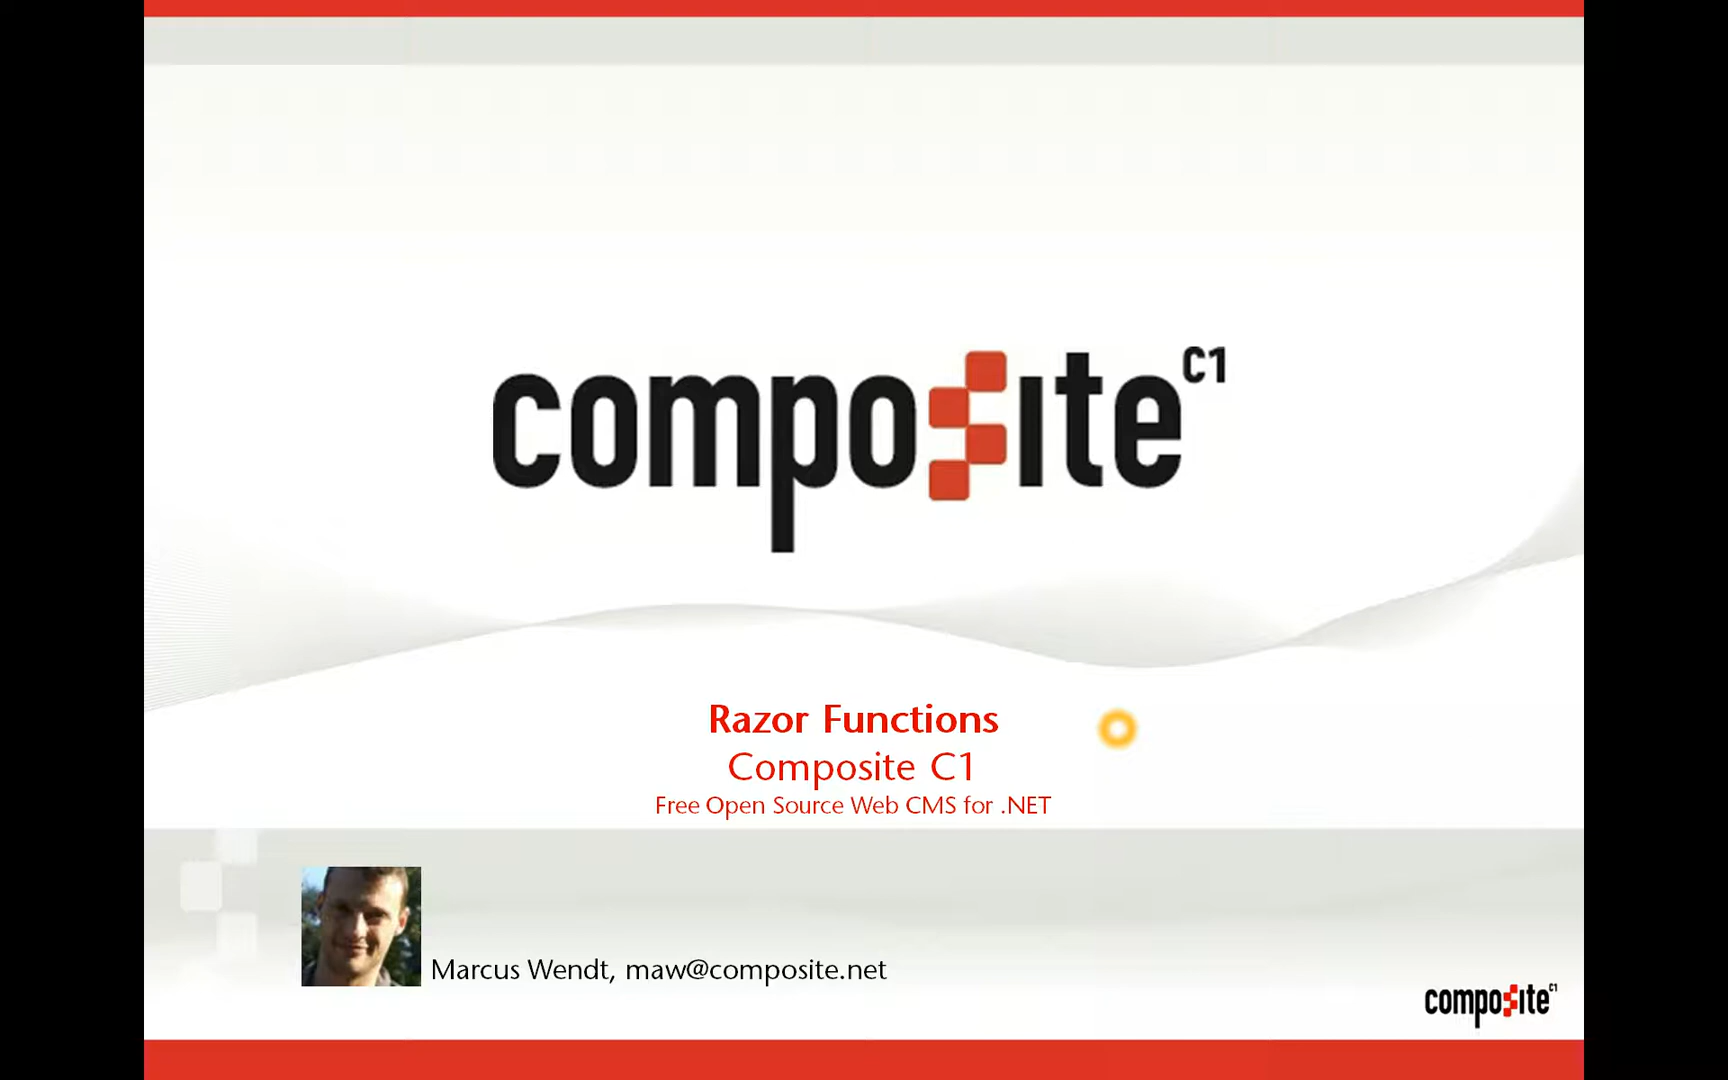 composite C1
Razor Functions
Composite C1
Free Open Source Web CMS for .NET
Marcus Wendt, maw@composite.net
composite C1